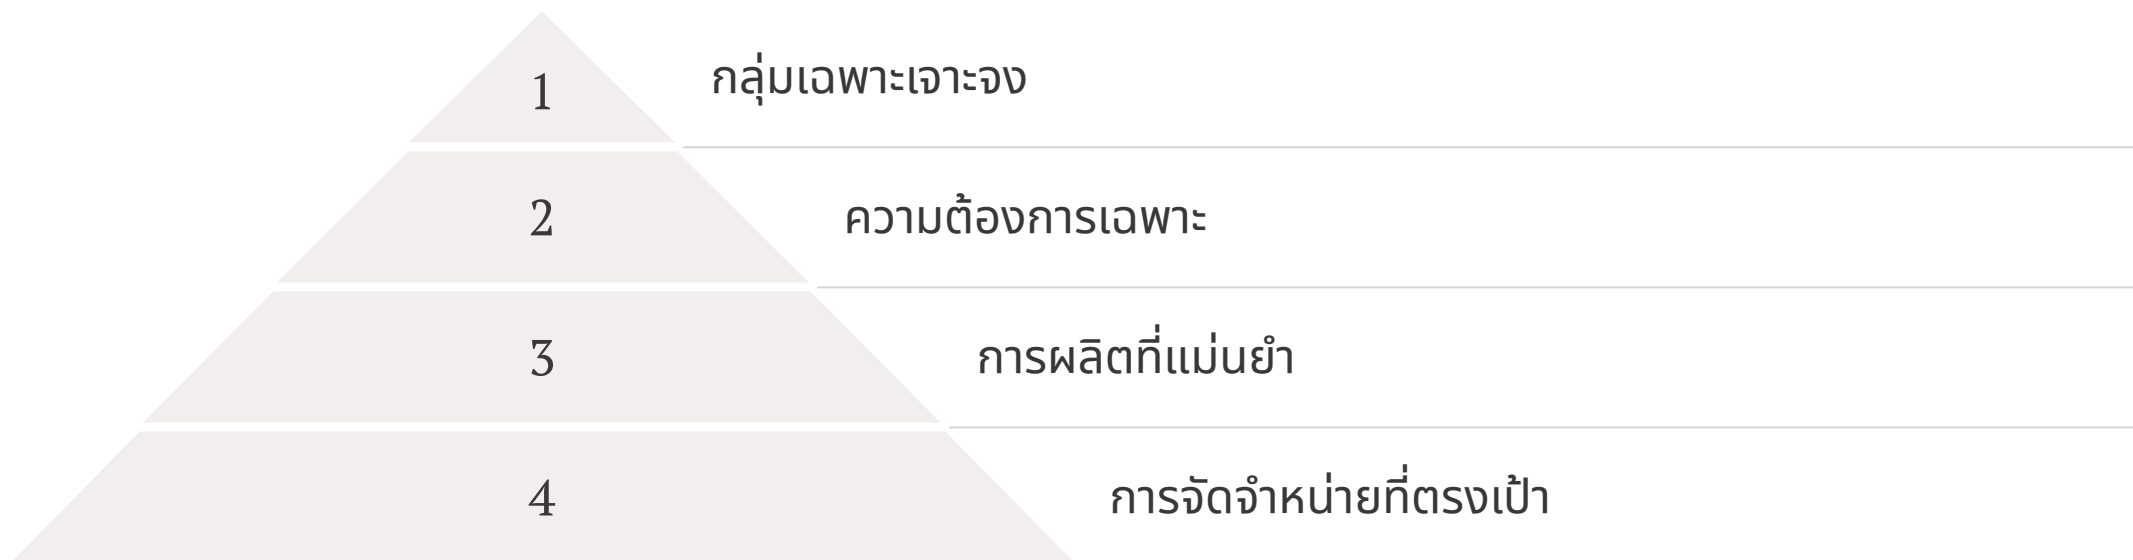 1
กลุ่มเฉพาะเจาะจง
2
ความต้องการเฉพาะ
3
การผลิตที่แม่นยำ
4
การจัดจำหน่ายที่ตรงเป้า